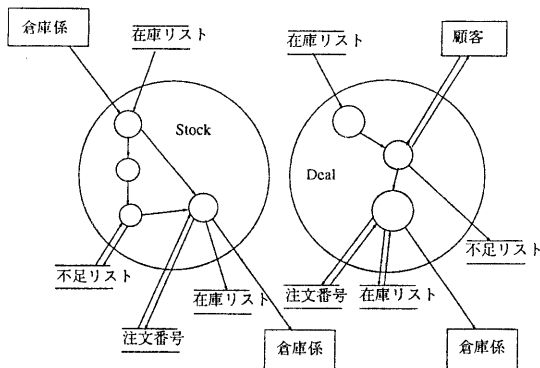 倉庫係
在庫リスト
Stock
不足リスト
注文番号
在庫リスト
倉庫係
在庫リスト
顧客
Deal
不足リスト
注文番号
在庫リスト
倉庫係